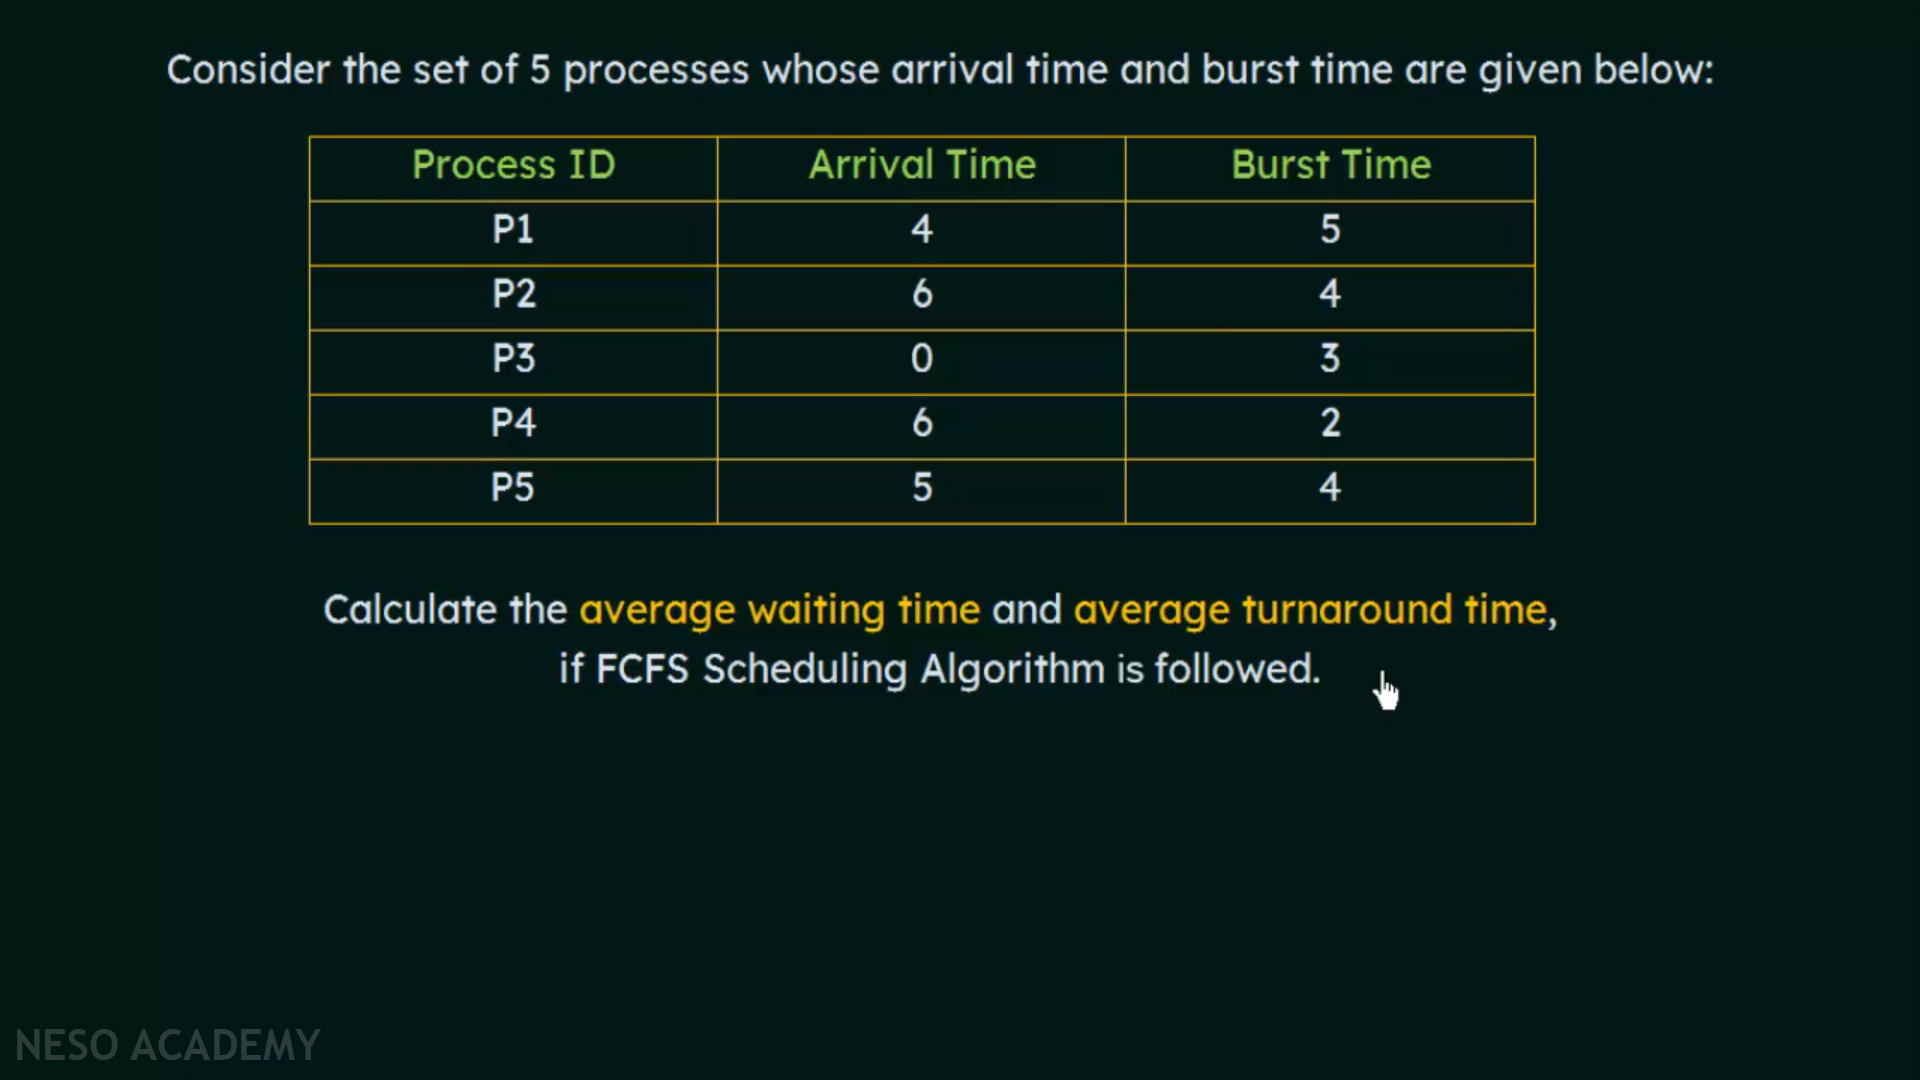 Consider the set of 5 processes whose arrival time and burst time are given below:
Process ID Arrival Time Burst Time
P1 4 5
P2 6 4
P3 0 3
P4 6 2
P5 5 4
Calculate the average waiting time and average turnaround time,
if FCFS Scheduling Algorithm is followed.
NESO ACADEMY